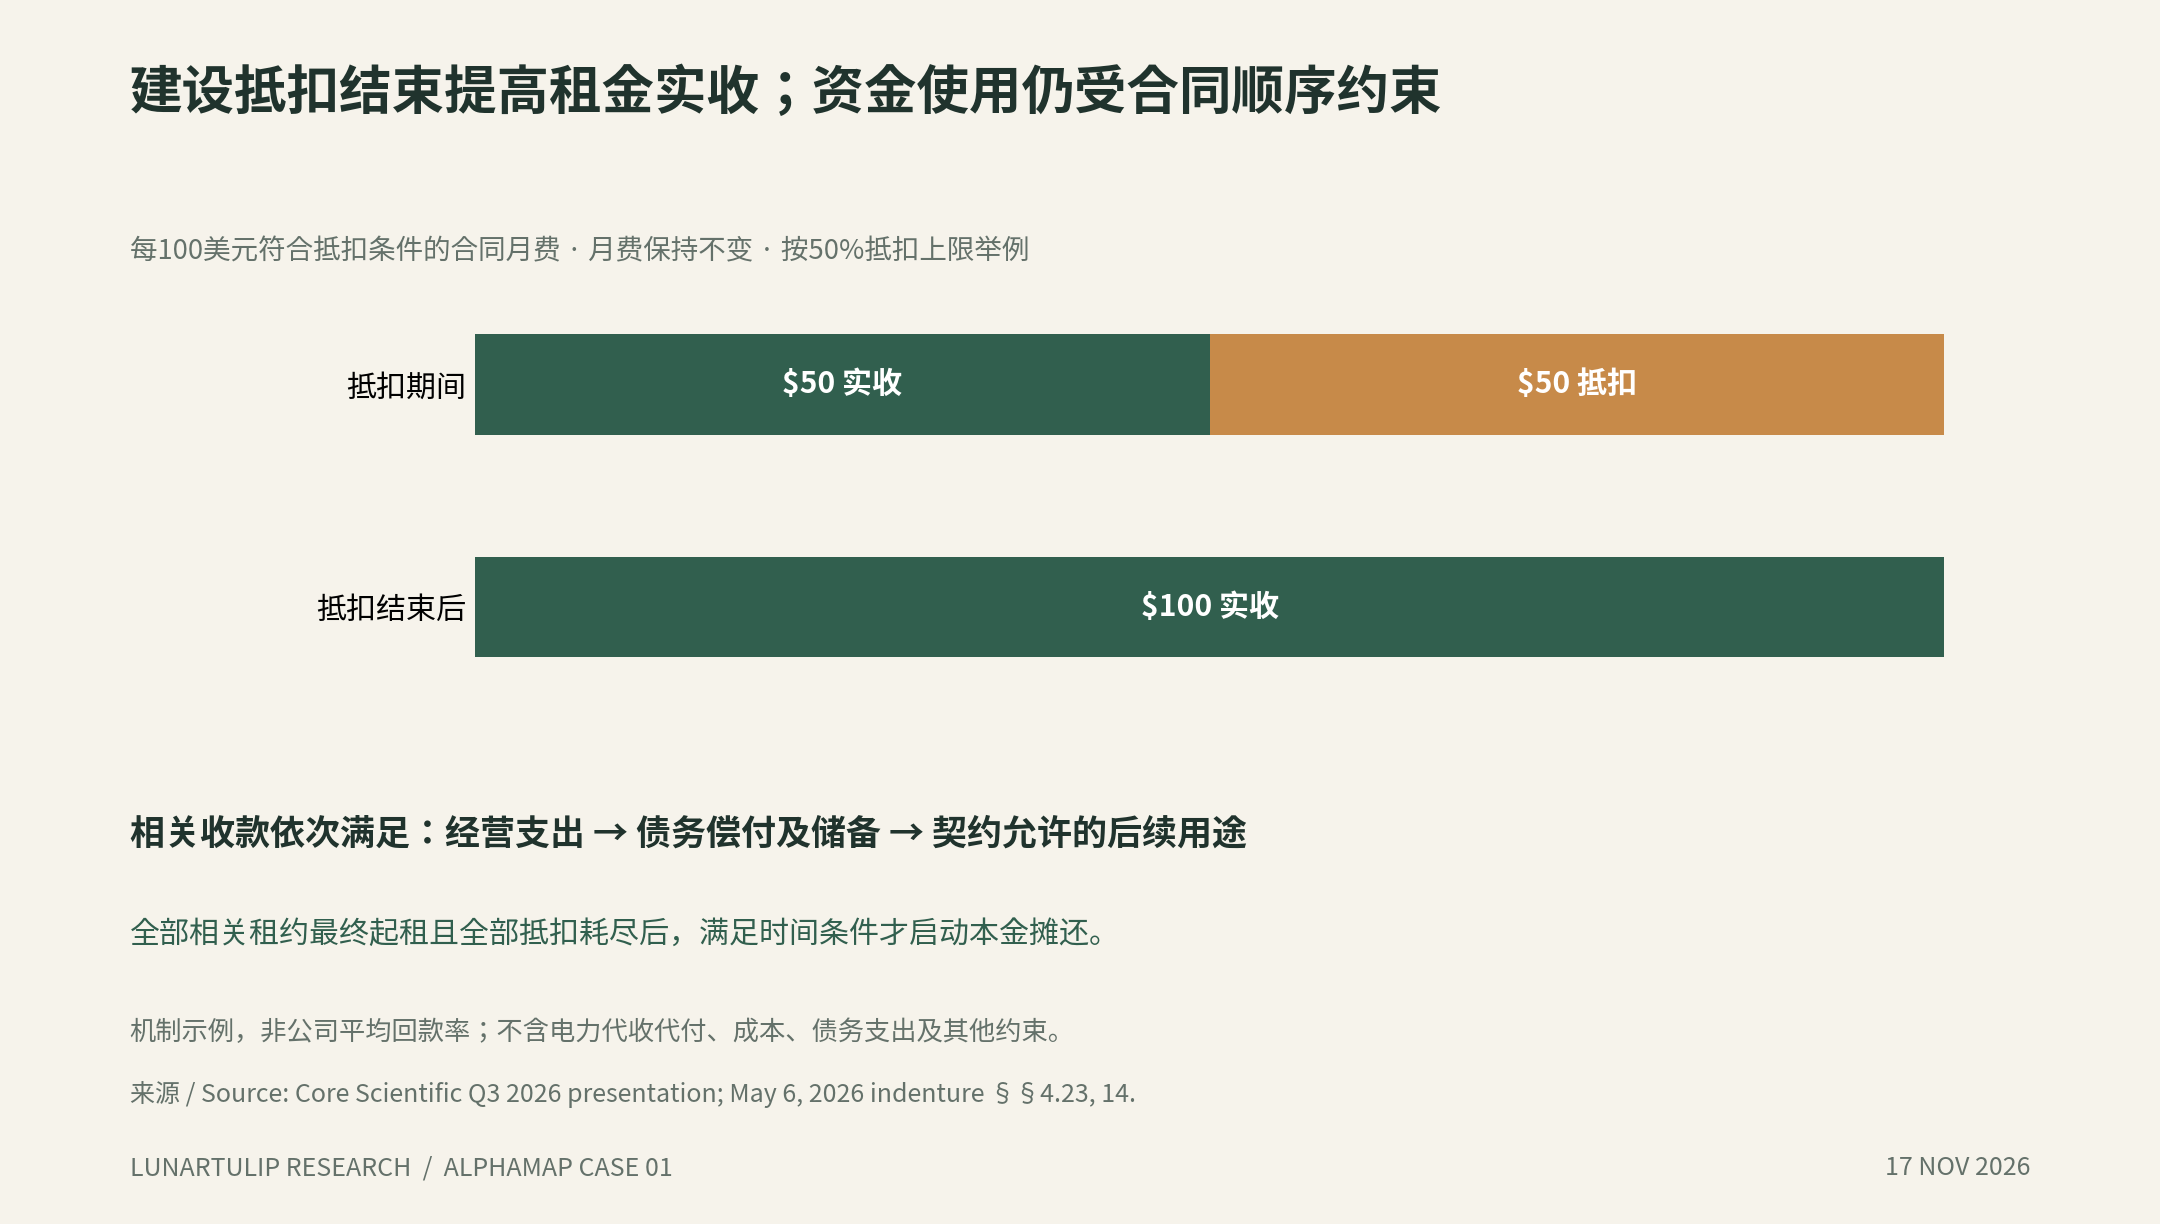 建设抵扣结束提高租金实收；资金使用仍受合同顺序约束
每100美元符合抵扣条件的合同月费 · 月费保持不变 · 按50%抵扣上限举例
抵扣期间
$50 实收
$50 抵扣
抵扣结束后
$100 实收
相关收款依次满足：经营支出 → 债务偿付及储备 → 契约允许的后续用途
全部相关租约最终起租且全部抵扣耗尽后，满足时间条件才启动本金摊还。
机制示例，非公司平均回款率；不含电力代收代付、成本、债务支出及其他约束。
来源 / Source: Core Scientific Q3 2026 presentation; May 6, 2026 indenture §§4.23, 14.
LUNARTULIP RESEARCH / ALPHAMAP CASE 01
17 NOV 2026